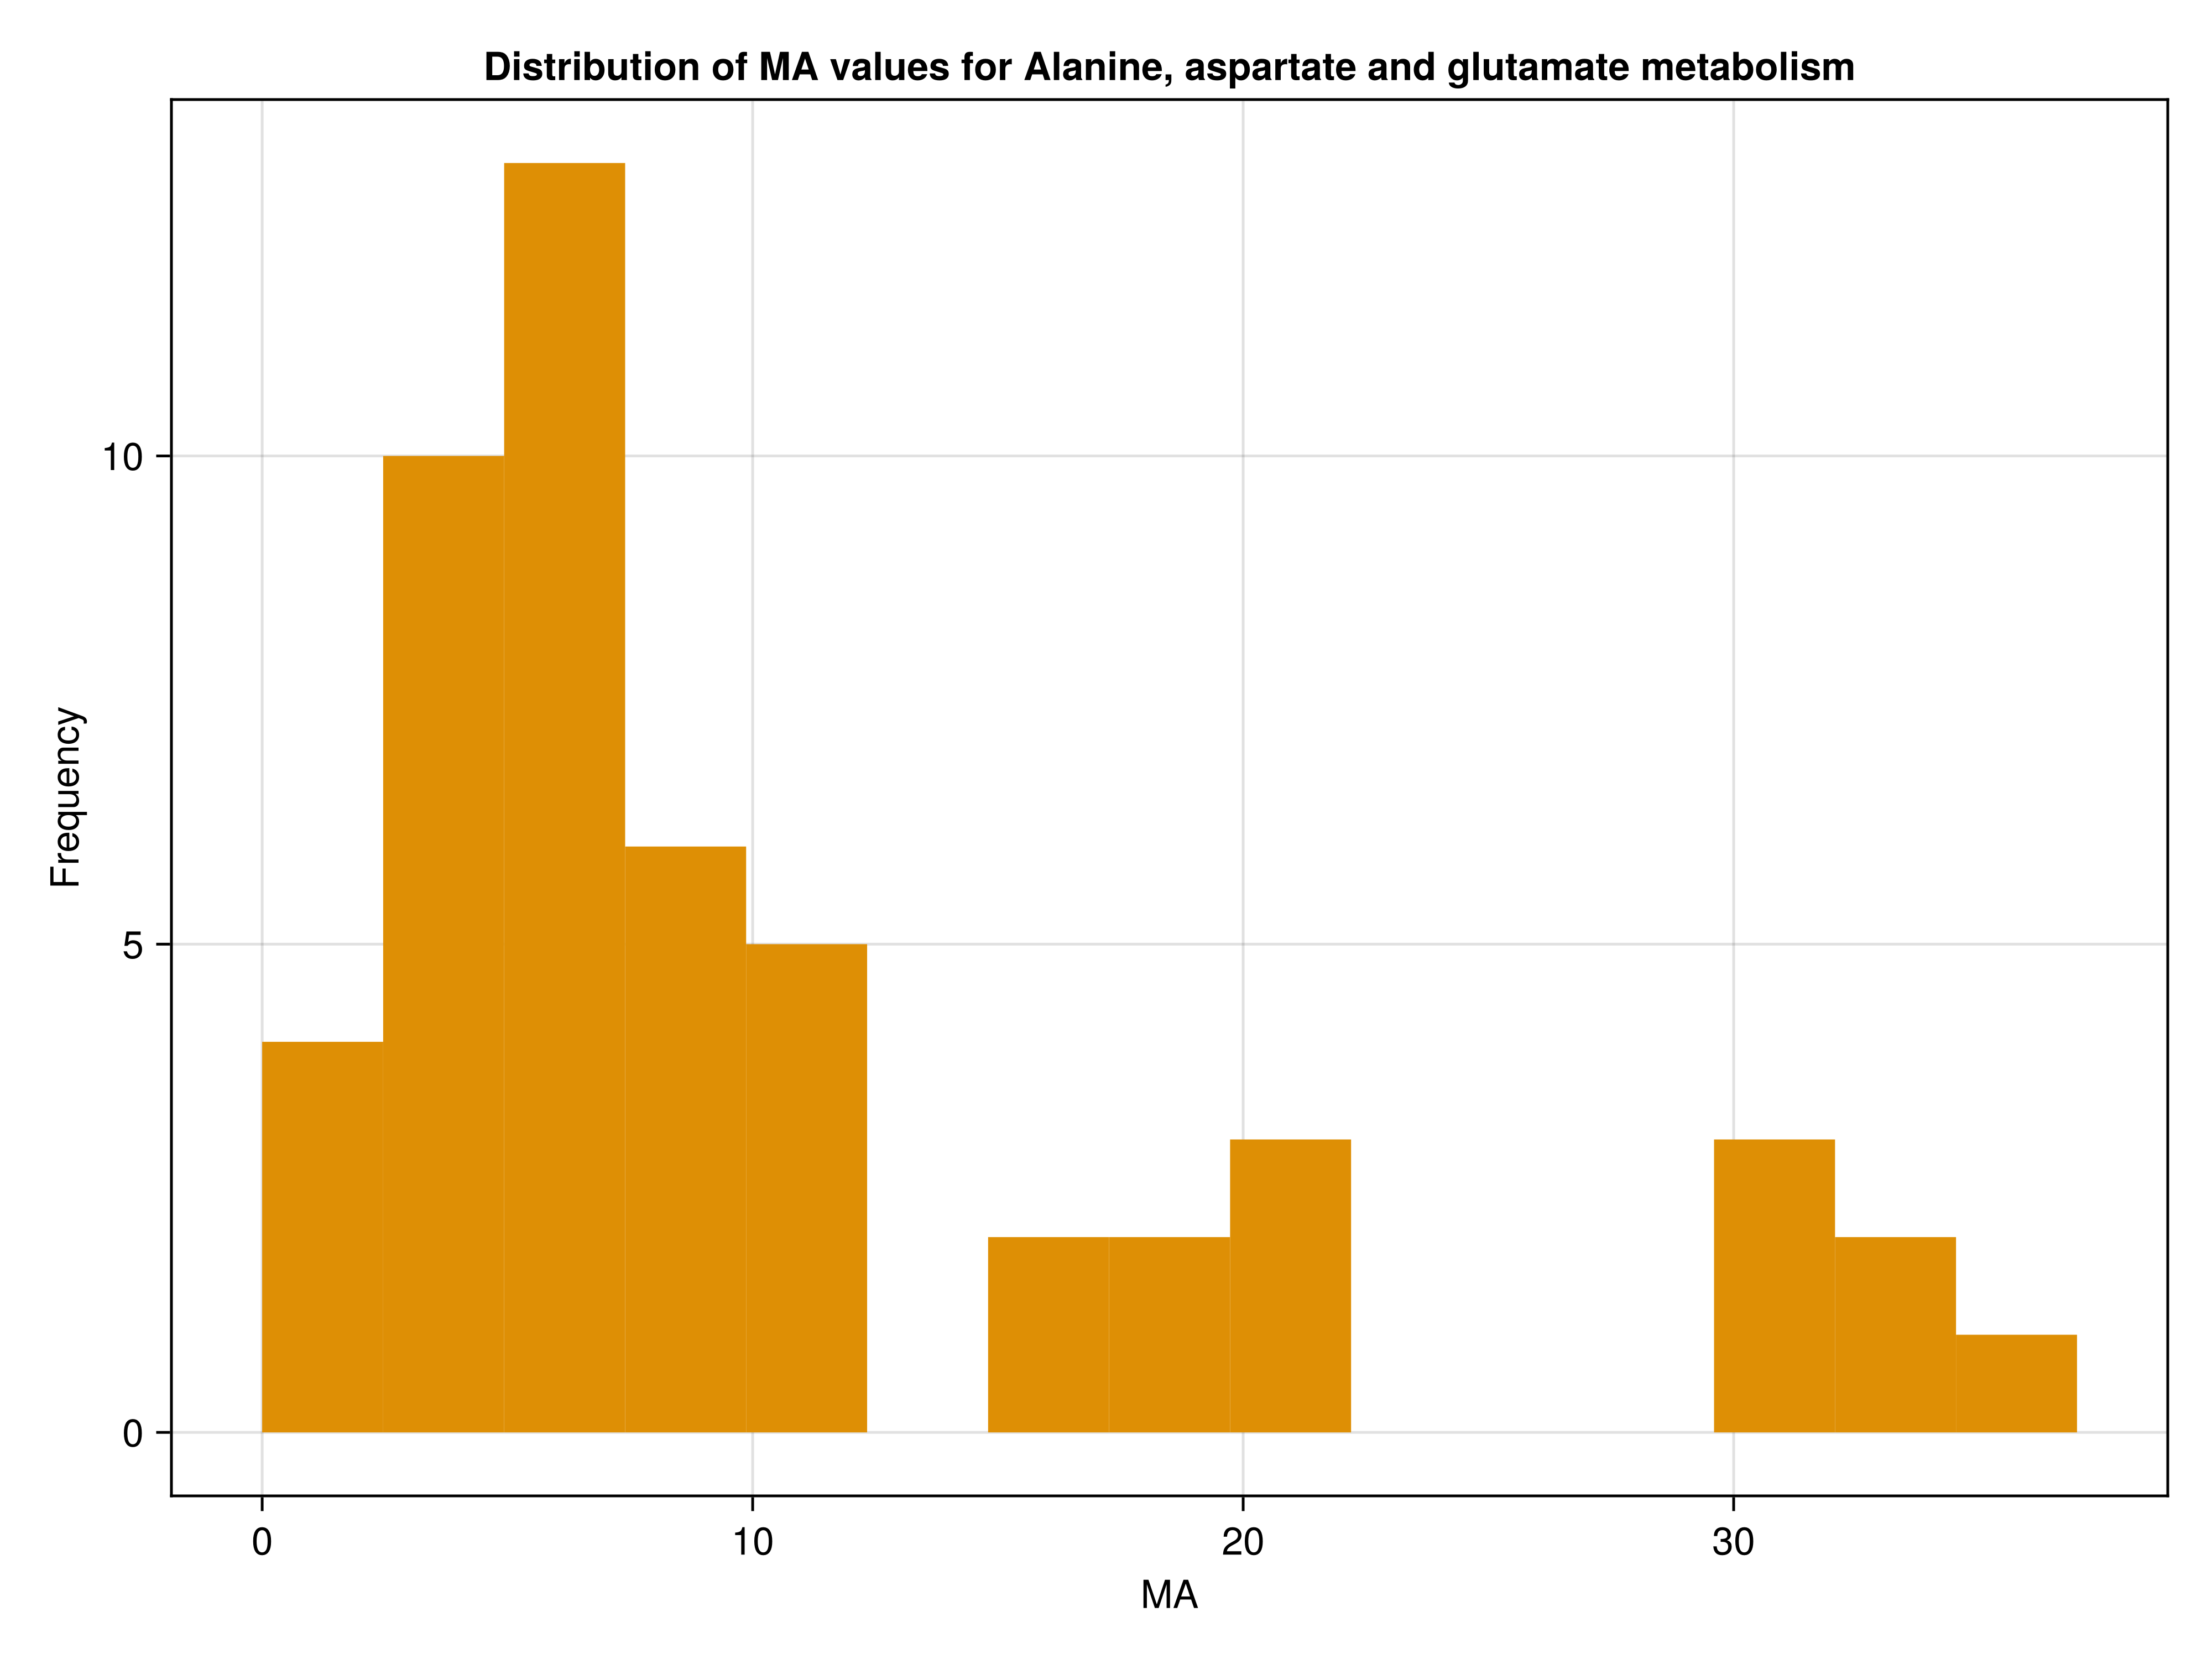 Distribution of MA values for Alanine, aspartate and glutamate metabolism
Frequency
10
5
0
0 10 20 30
MA